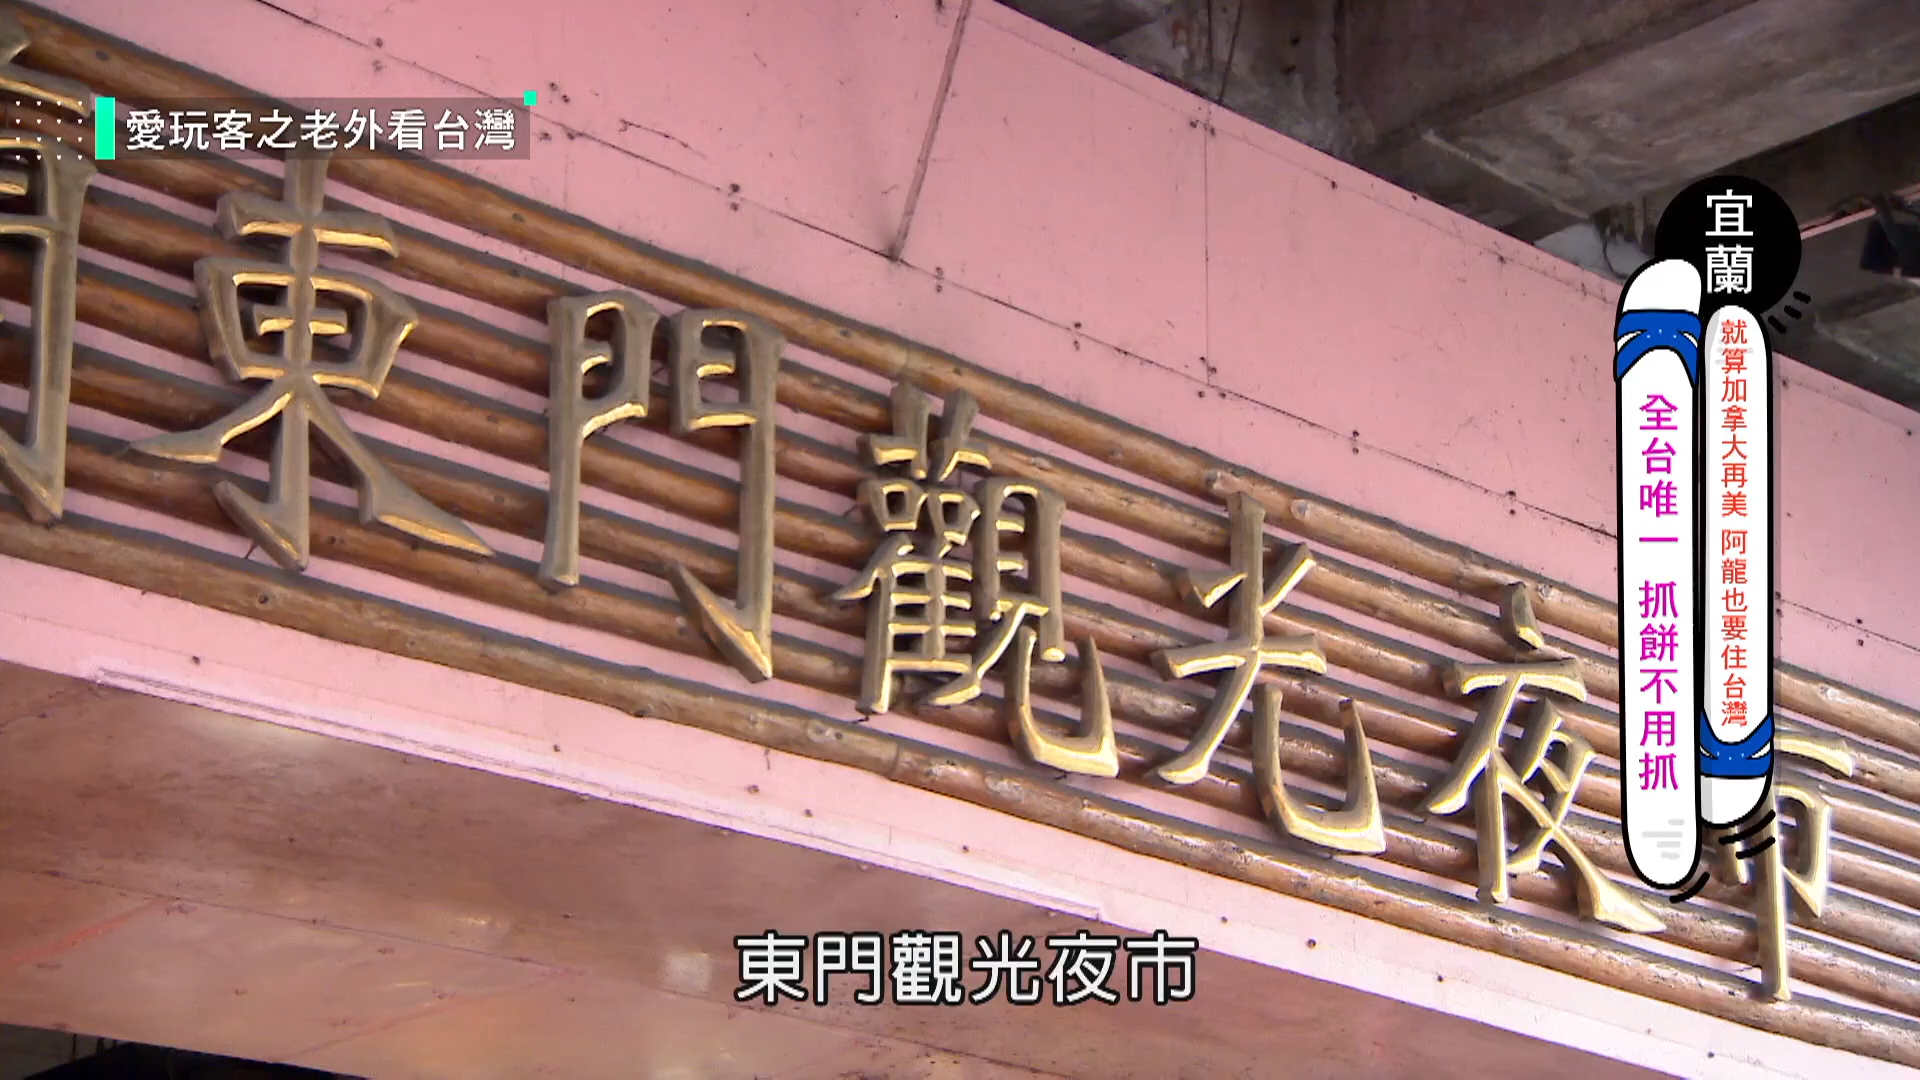 愛玩客之老外看台灣
東門觀光夜市
宜蘭
就算加拿大再美 阿龍也要住台灣
全台唯一 抓餅不用抓
東門觀光夜市